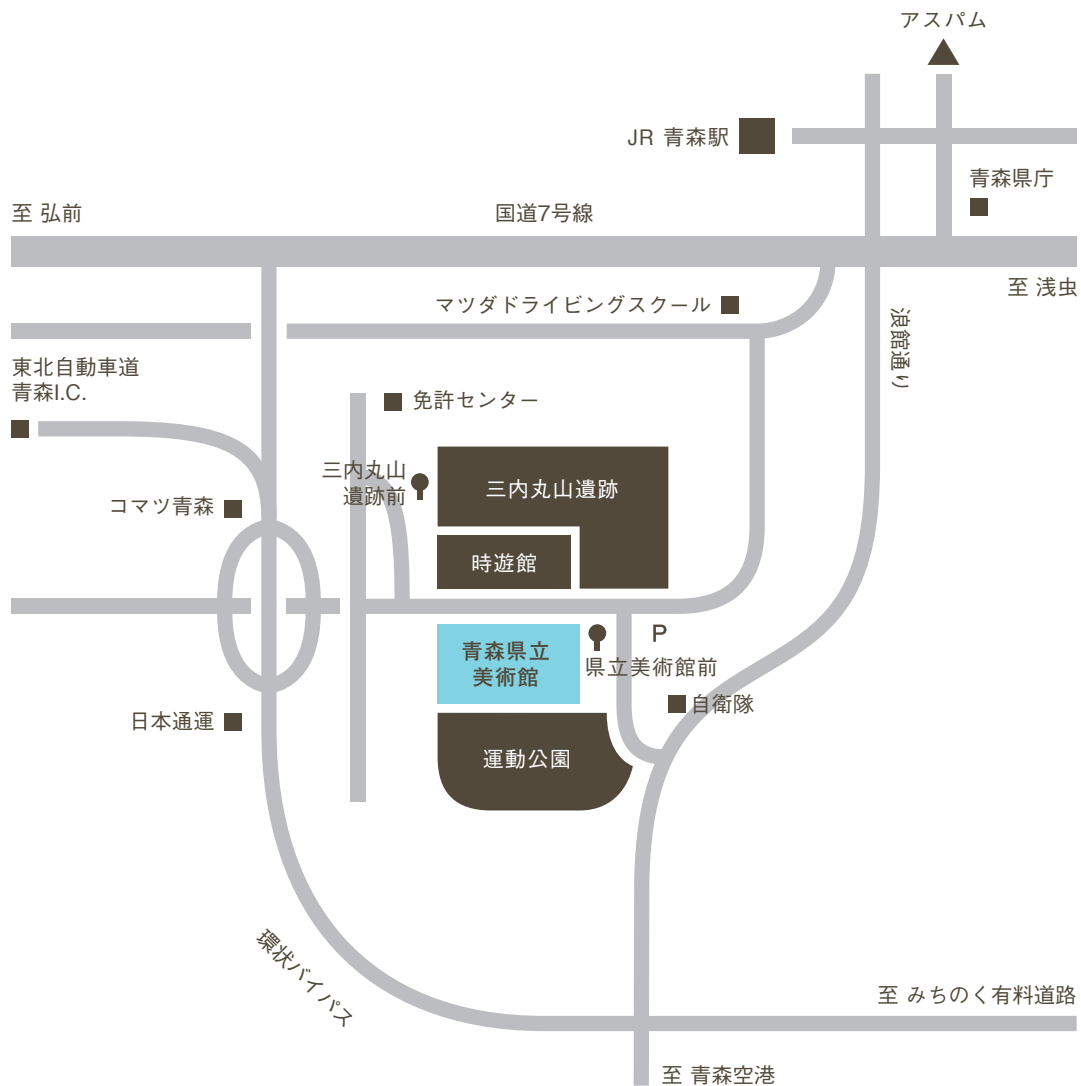 アスパム
JR 青森駅
青森県庁
至 弘前
国道7号線
至 浅虫
マツダドライビングスクール
浪館通り
東北自動車道
青森I.C.
免許センター
三内丸山
遺跡前
三内丸山遺跡
コマツ青森
時遊館
P
青森県立
美術館
県立美術館前
自衛隊
日本通運
運動公園
環状バイパス
至 みちのく有料道路
至 青森空港